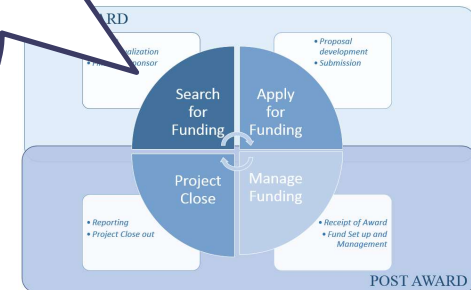 • Proposal
development
• Submission
Search
for
Funding
Apply
for
Funding
Project
Close
Manage
Funding
• Reporting
• Project Close out
• Receipt of Award
• Fund Set up and
Management
POST AWARD